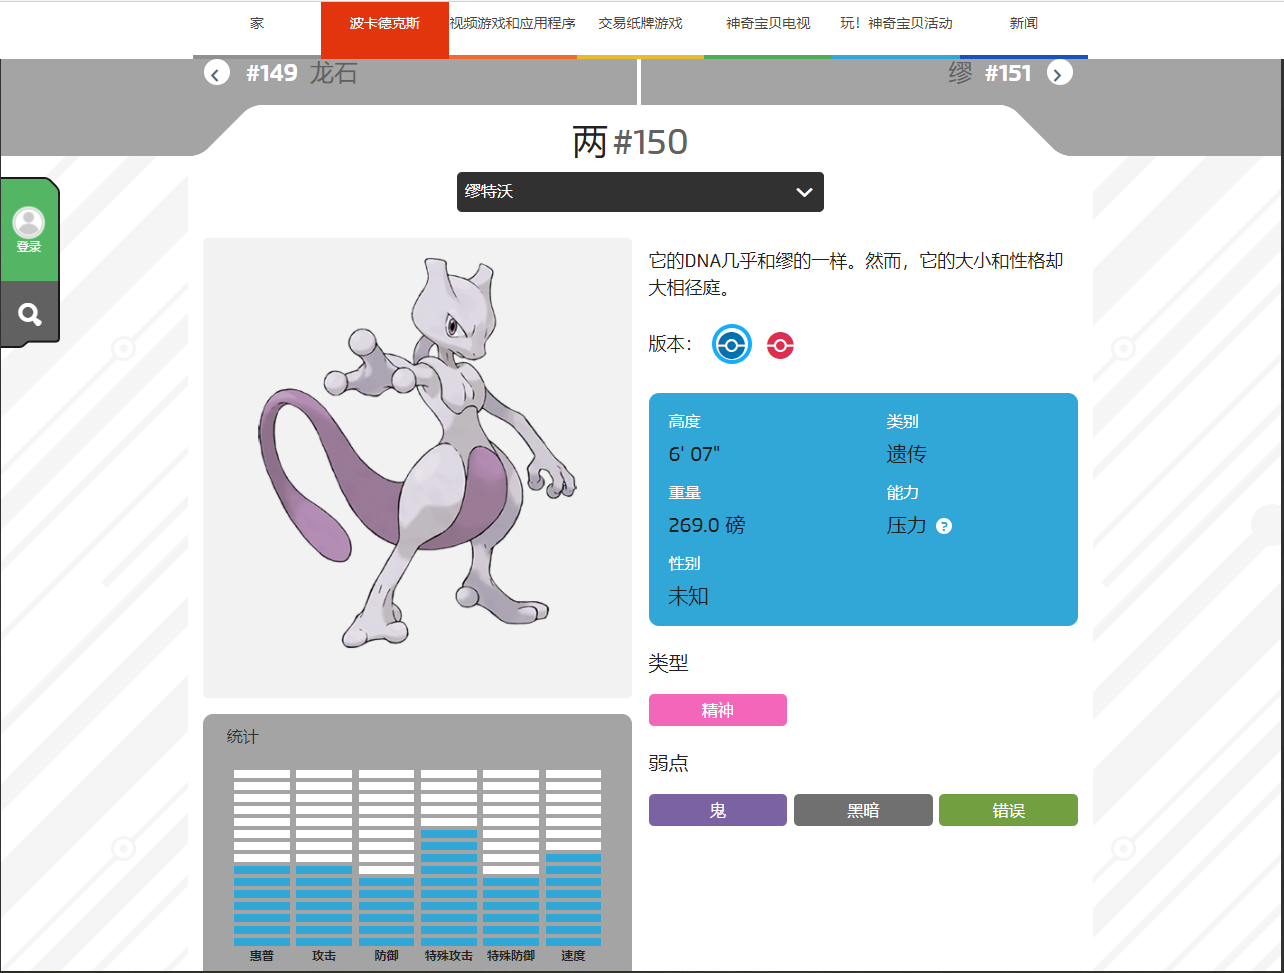 家
波卡德克斯
视频游戏和应用程序
交易纸牌游戏
神奇宝贝电视
玩！神奇宝贝活动
新闻
#149 龙石
缪 #151
两 #150
缪特沃
登录
它的DNA几乎和缪的一样。然而，它的大小和性格却
大相径庭。
版本：
高度
6' 07"
重量
269.0 磅
性别
未知
类别
遗传
能力
压力 ?
类型
精神
弱点
鬼 黑暗 错误
统计
惠普 攻击 防御 特殊攻击 特殊防御 速度